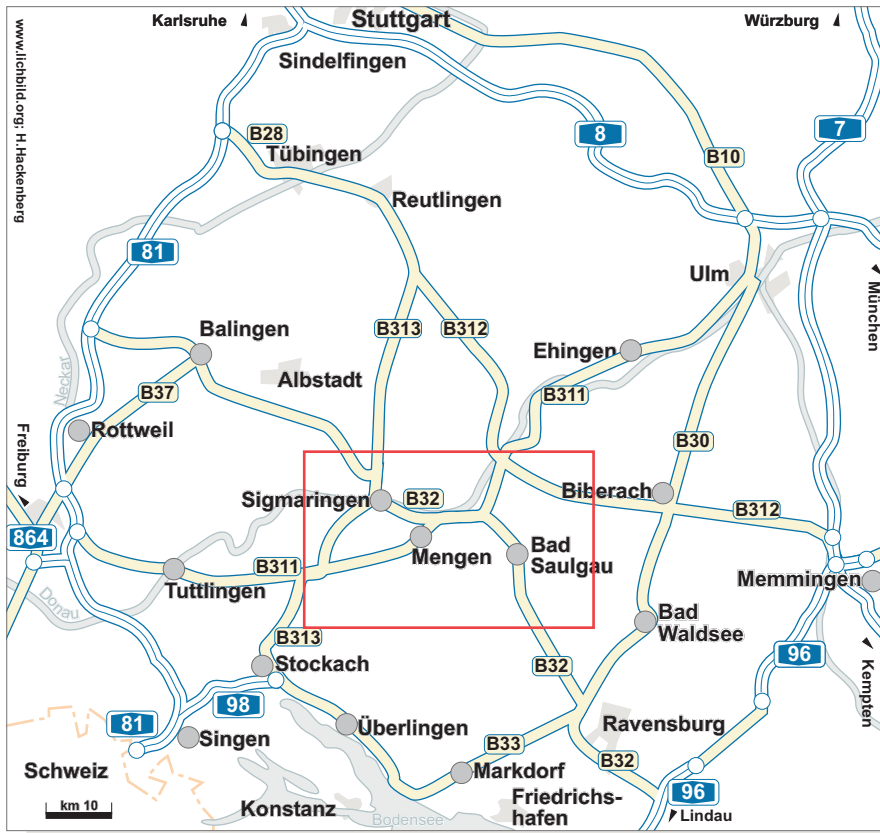 Karlsruhe
Stuttgart
Würzburg
www.lichbild.org; H.Hackenberg
Sindelfingen
8
7
B28
Tübingen
B10
Reutlingen
81
Ulm
München
B313
B312
Balingen
Ehingen
Neckar
Albstadt
B37
B311
Rottweil
Freiburg
B30
Sigmaringen
B32
Biberach
B312
864
Mengen
Bad
Saulgau
B311
Tuttlingen
Memmingen
Donau
Bad
Waldsee
B313
Stockach
B32
96
Kempten
98
81
Singen
Überlingen
Ravensburg
B33
B32
Schweiz
Markdorf
96
km 10
Konstanz
Bodensee
Friedrichs-
hafen
Lindau